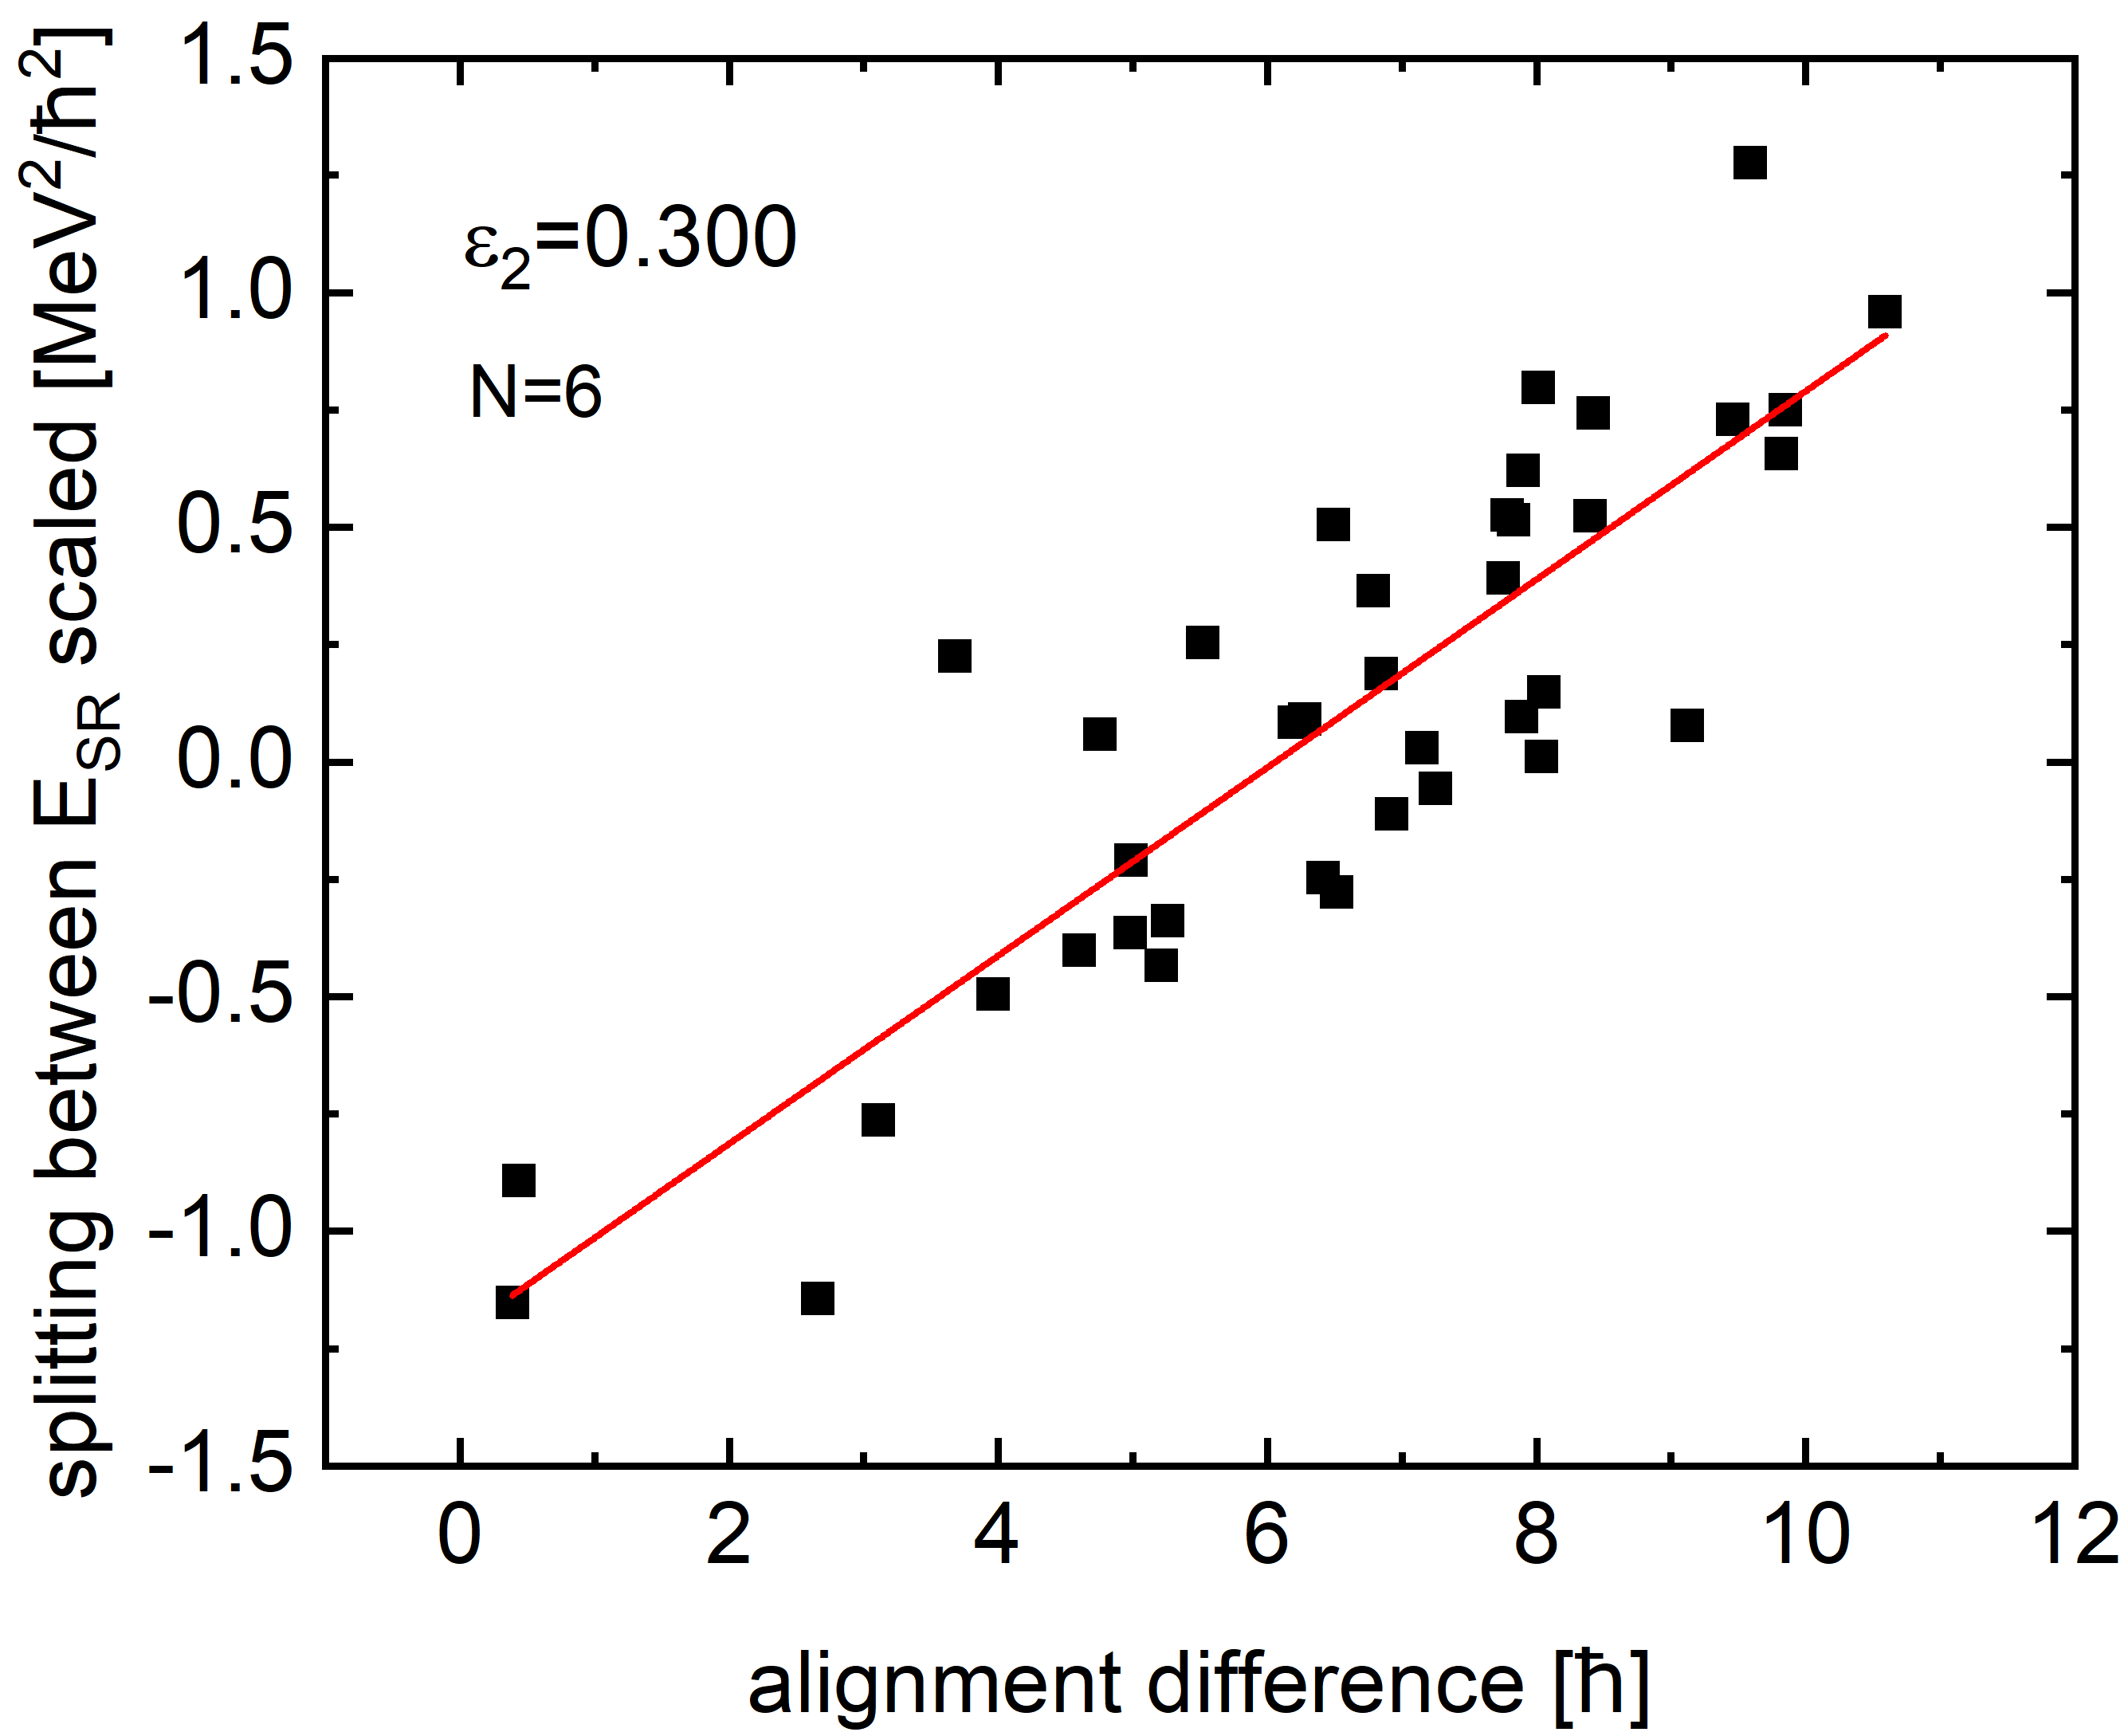 splitting between E_SR scaled [MeV²/ħ²]
1.5
1.0
0.5
0.0
-0.5
-1.0
-1.5
ε₂=0.300
N=6
0 2 4 6 8 10 12
alignment difference [ħ]